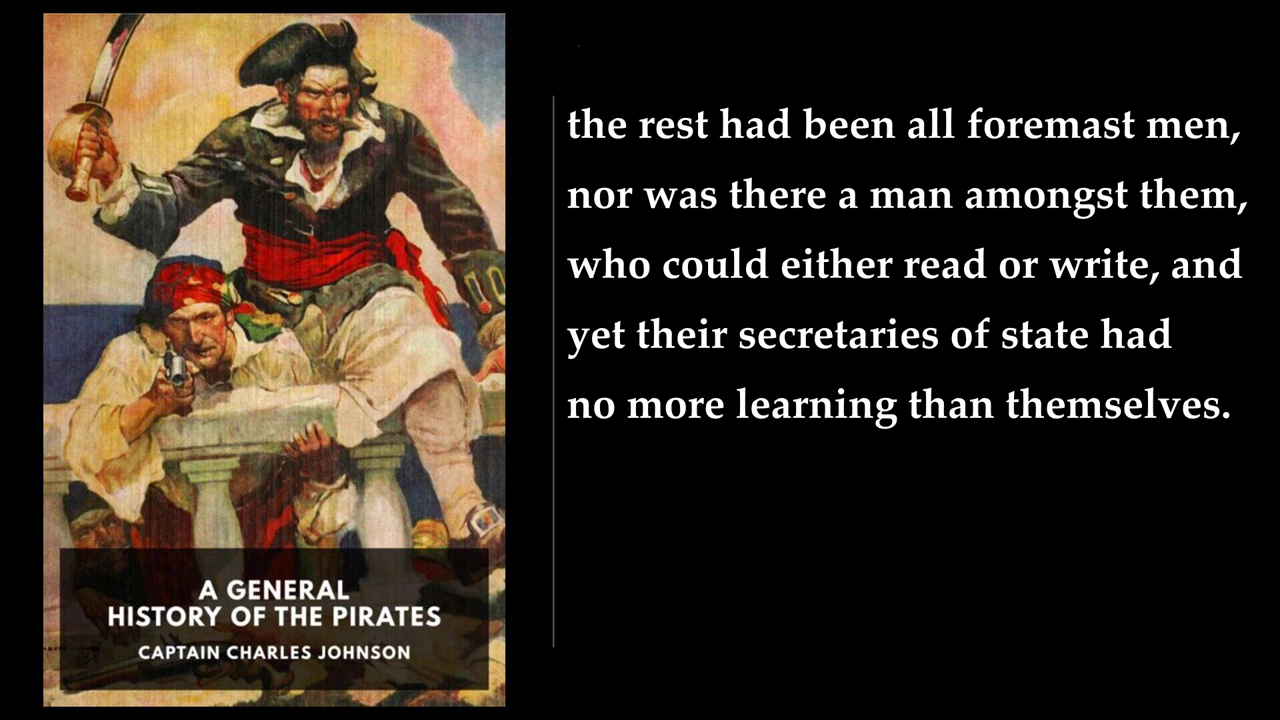 the rest had been all foremast men,
nor was there a man amongst them,
who could either read or write, and
yet their secretaries of state had
no more learning than themselves.
A GENERAL
HISTORY OF THE PIRATES
CAPTAIN CHARLES JOHNSON